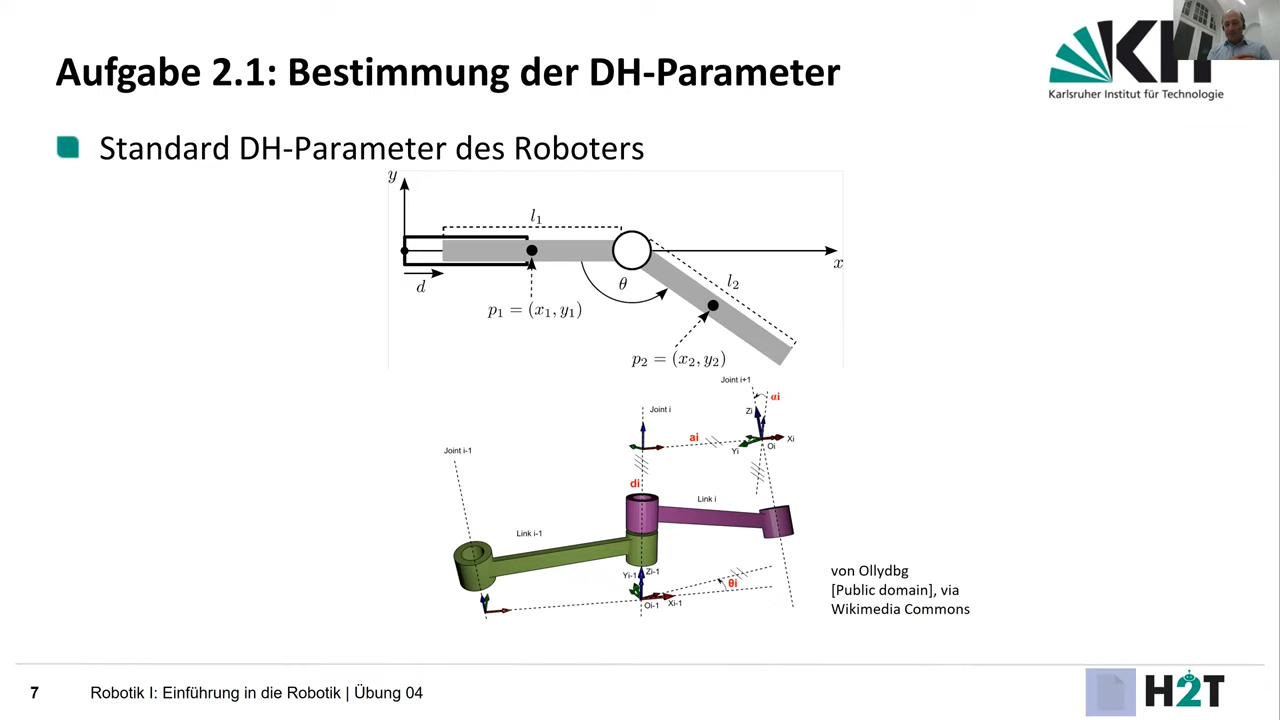 Aufgabe 2.1: Bestimmung der DH-Parameter
Karlsruher Institut für Technologie
Standard DH-Parameter des Roboters
y
l₁
x
d
θ
l₂
p₁ = (x₁, y₁)
p₂ = (x₂, y₂)
Joint i+1
αi
Joint i
Zi
ai
Xi
Oi
Yi
Joint i-1
di
Link i
Link i-1
Yi-1
Zi-1
θi
Oi-1
Xi-1
von Ollydbg
[Public domain], via
Wikimedia Commons
7
Robotik I: Einführung in die Robotik | Übung 04
H2T